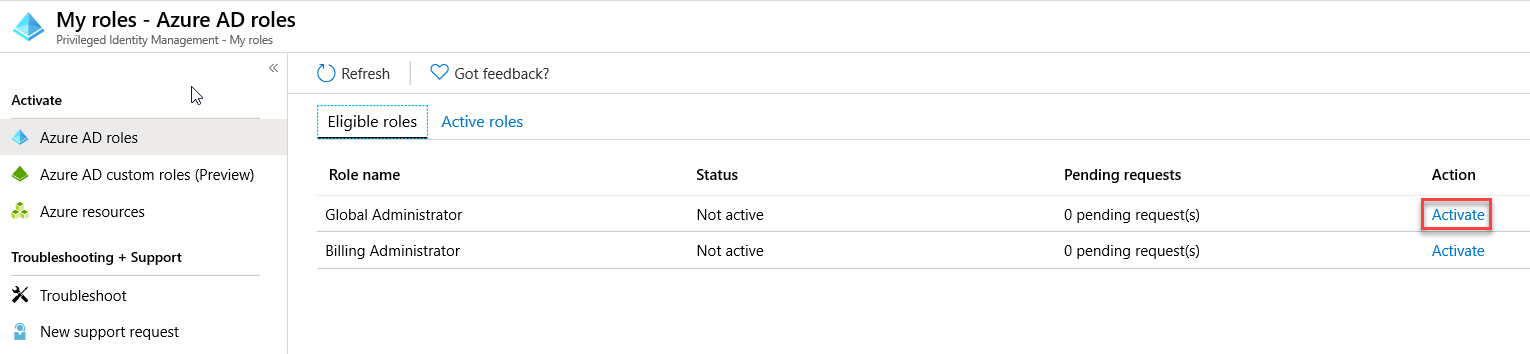 My roles - Azure AD roles
Privileged Identity Management - My roles
«
Activate
Azure AD roles
Azure AD custom roles (Preview)
Azure resources
Troubleshooting + Support
Troubleshoot
New support request
Refresh Got feedback?
Eligible roles Active roles
Role name Status Pending requests Action
Global Administrator Not active 0 pending request(s) Activate
Billing Administrator Not active 0 pending request(s) Activate